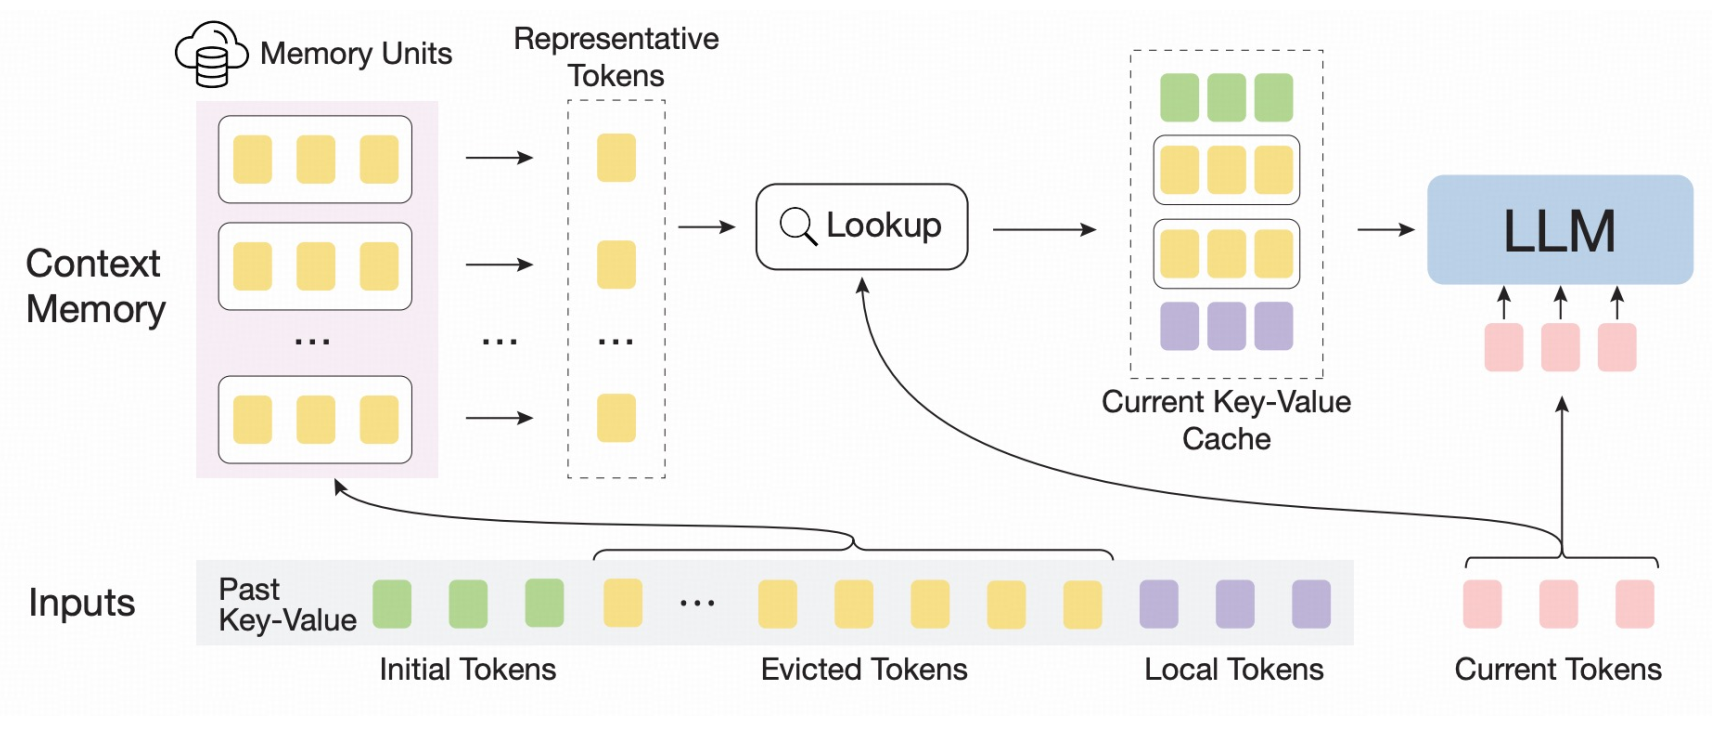 Memory Units
Representative
Tokens
Context
Memory
...
...
...
Lookup
LLM
Current Key-Value
Cache
Inputs
Past
Key-Value
...
Initial Tokens
Evicted Tokens
Local Tokens
Current Tokens